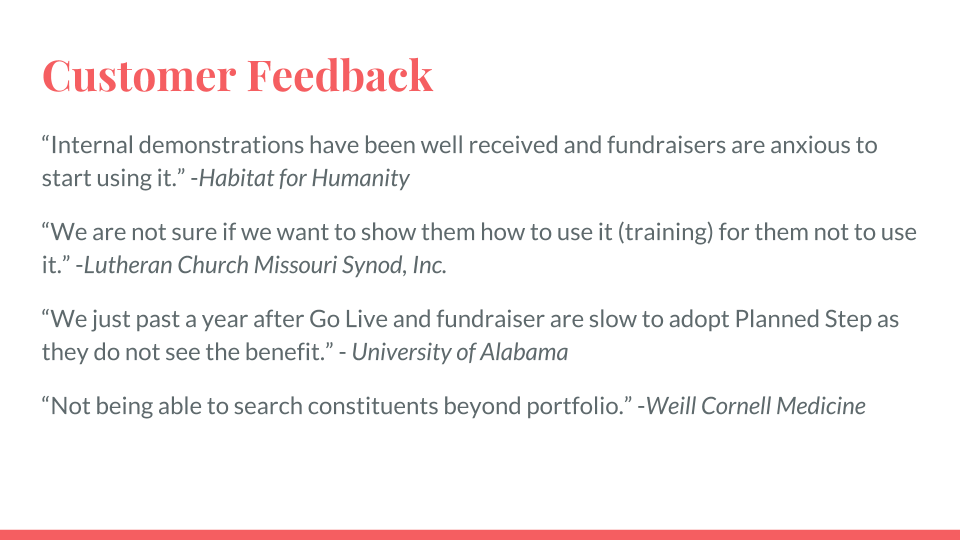 Customer Feedback
“Internal demonstrations have been well received and fundraisers are anxious to
start using it.” -Habitat for Humanity
“We are not sure if we want to show them how to use it (training) for them not to use
it.” -Lutheran Church Missouri Synod, Inc.
“We just past a year after Go Live and fundraiser are slow to adopt Planned Step as
they do not see the benefit.” - University of Alabama
“Not being able to search constituents beyond portfolio.” -Weill Cornell Medicine